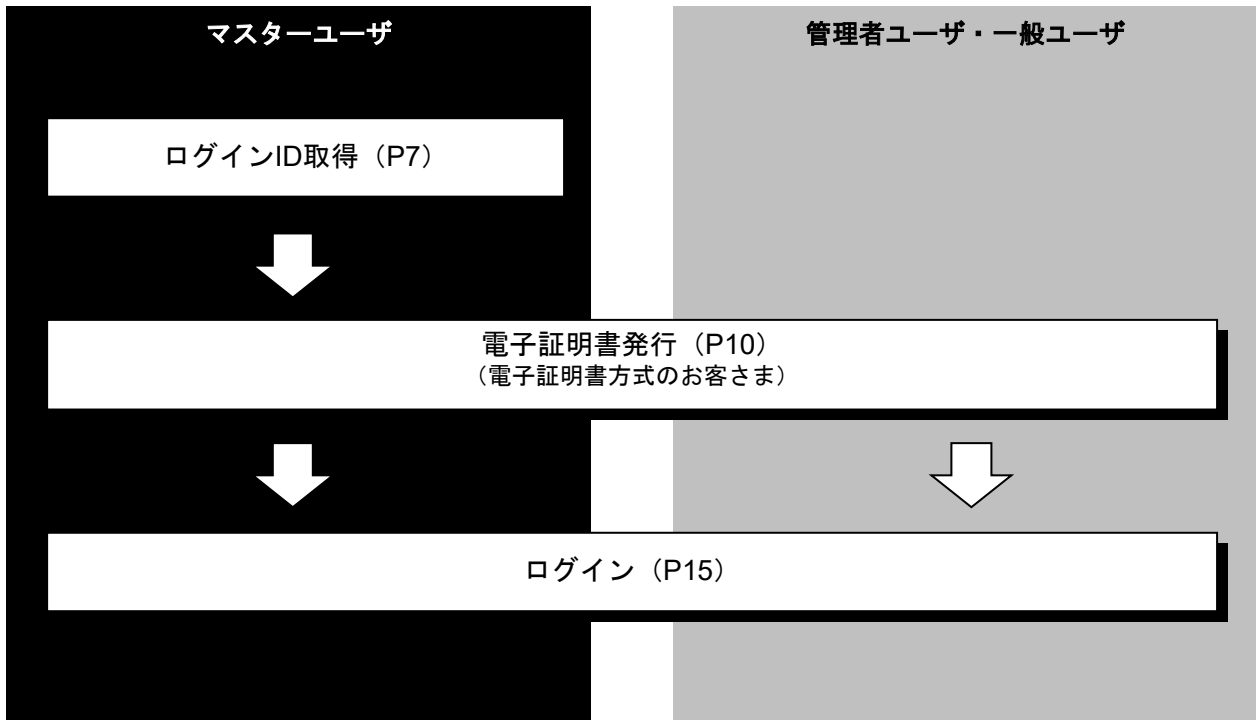 マスターユーザ
管理者ユーザ・一般ユーザ
ログインID取得（P7）
電子証明書発行（P10）
（電子証明書方式のお客さま）
ログイン（P15）